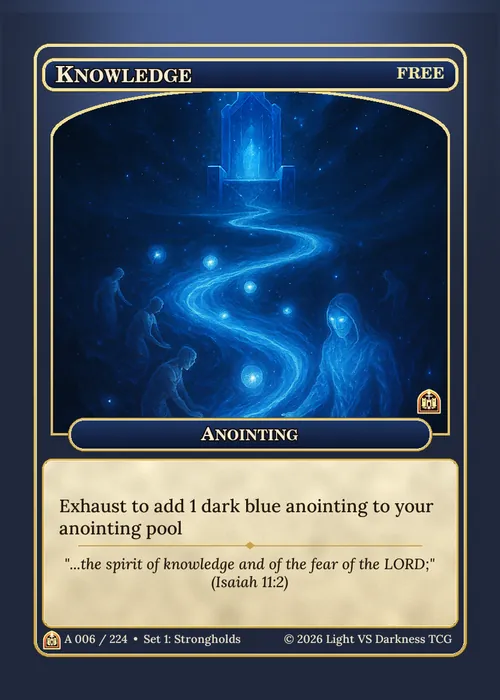 Knowledge FREE
Anointing
Exhaust to add 1 dark blue anointing to your
anointing pool
"...the spirit of knowledge and of the fear of the LORD;"
(Isaiah 11:2)
A 006 / 224 • Set 1: Strongholds © 2026 Light VS Darkness TCG